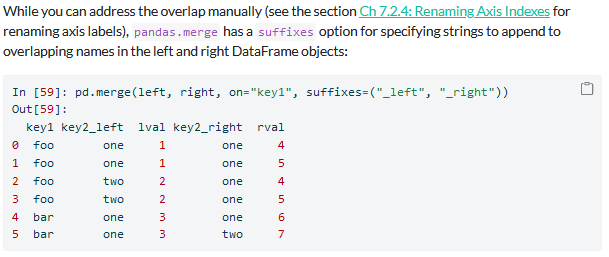 While you can address the overlap manually (see the section Ch 7.2.4: Renaming Axis Indexes for
renaming axis labels), pandas.merge has a suffixes option for specifying strings to append to
overlapping names in the left and right DataFrame objects:
In [59]: pd.merge(left, right, on="key1", suffixes=("_left", "_right"))
Out[59]:
  key1 key2_left  lval key2_right  rval
0  foo       one     1        one     4
1  foo       one     1        one     5
2  foo       two     2        one     4
3  foo       two     2        one     5
4  bar       one     3        one     6
5  bar       one     3        two     7